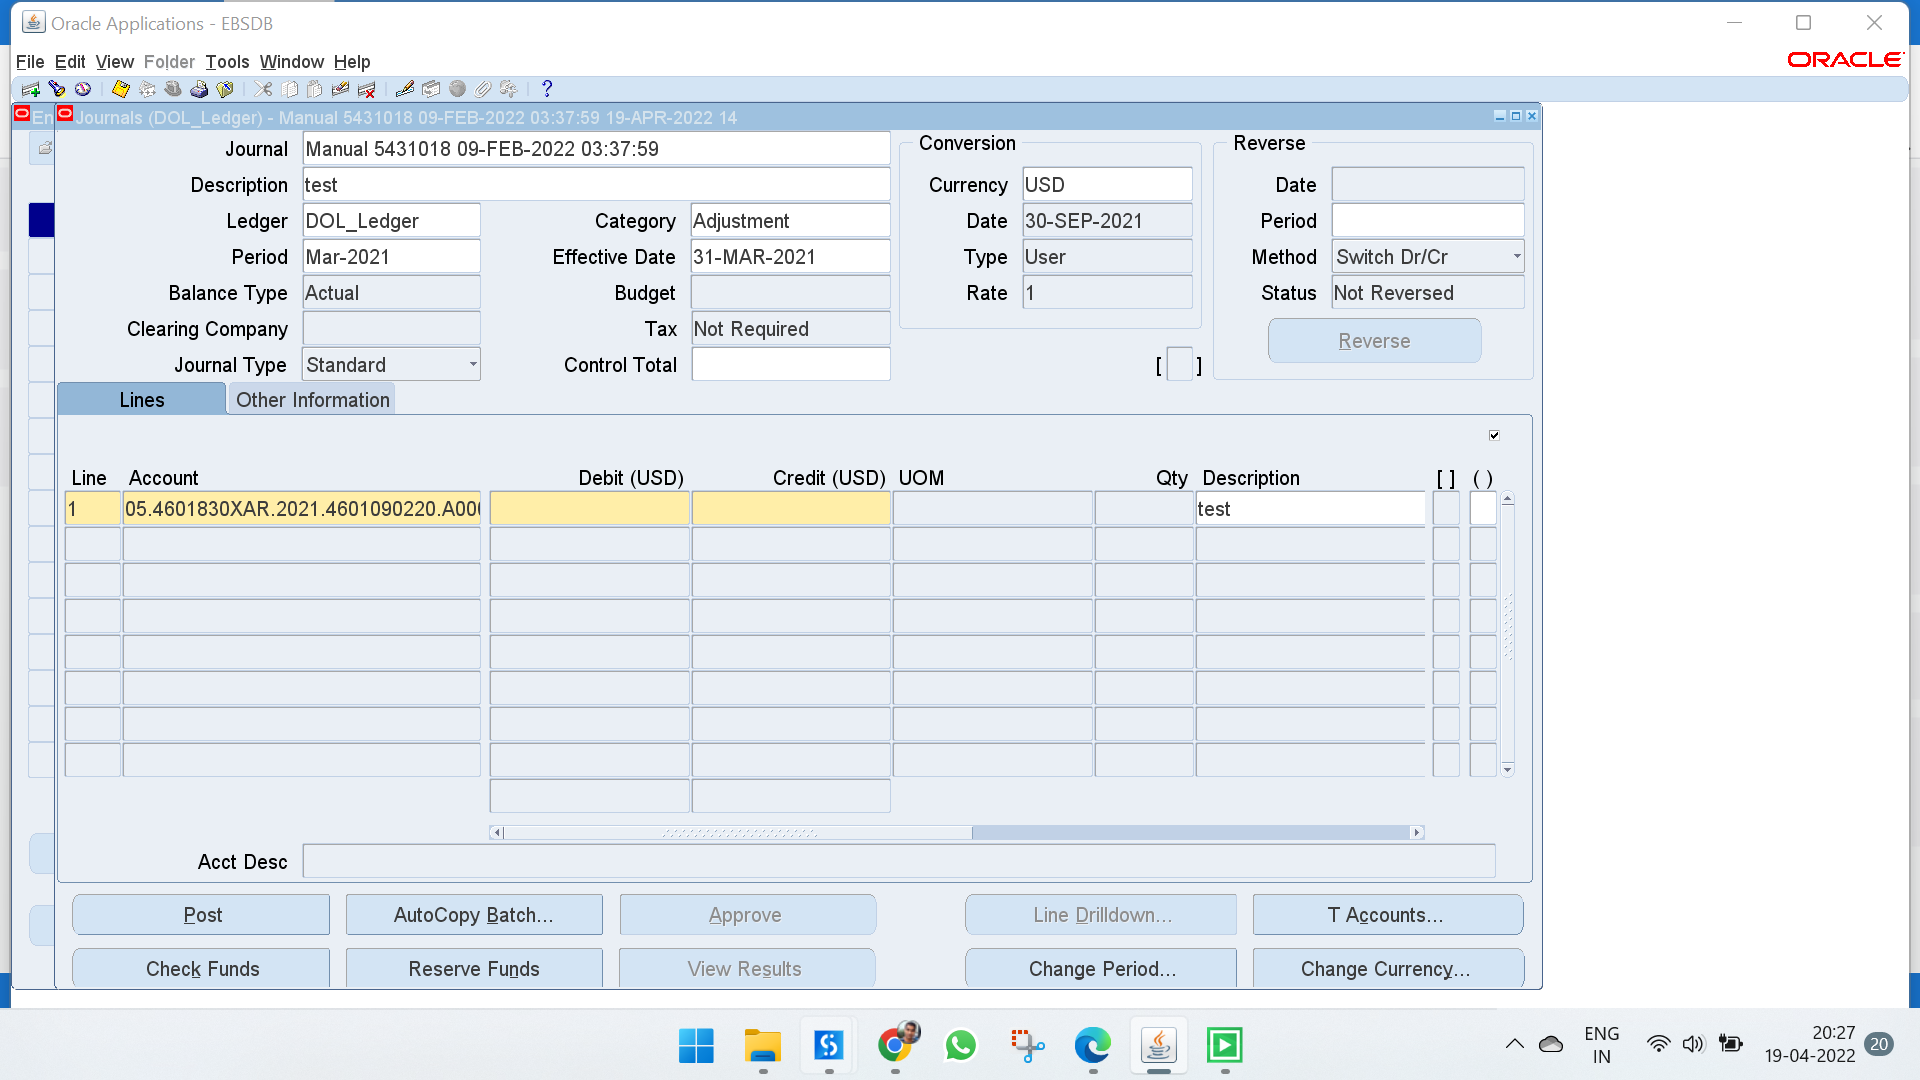 Oracle Applications - EBSDB
File Edit View Folder Tools Window Help
ORACLE
En
Journals (DOL_Ledger) - Manual 5431018 09-FEB-2022 03:37:59 19-APR-2022 14
Journal Manual 5431018 09-FEB-2022 03:37:59
Description test
Ledger DOL_Ledger Category Adjustment
Period Mar-2021 Effective Date 31-MAR-2021
Balance Type Actual Budget
Clearing Company Tax Not Required
Journal Type Standard Control Total
Conversion
Currency USD
Date 30-SEP-2021
Type User
Rate 1
[ ]
Reverse
Date
Period
Method Switch Dr/Cr
Status Not Reversed
Reverse
Lines Other Information
Line Account Debit (USD) Credit (USD) UOM Qty Description [ ] ( )
1 05.4601830XAR.2021.4601090220.A00 test
Acct Desc
Post AutoCopy Batch... Approve Line Drilldown... T Accounts...
Check Funds Reserve Funds View Results Change Period... Change Currency...
ENG
IN
20:27
19-04-2022
20